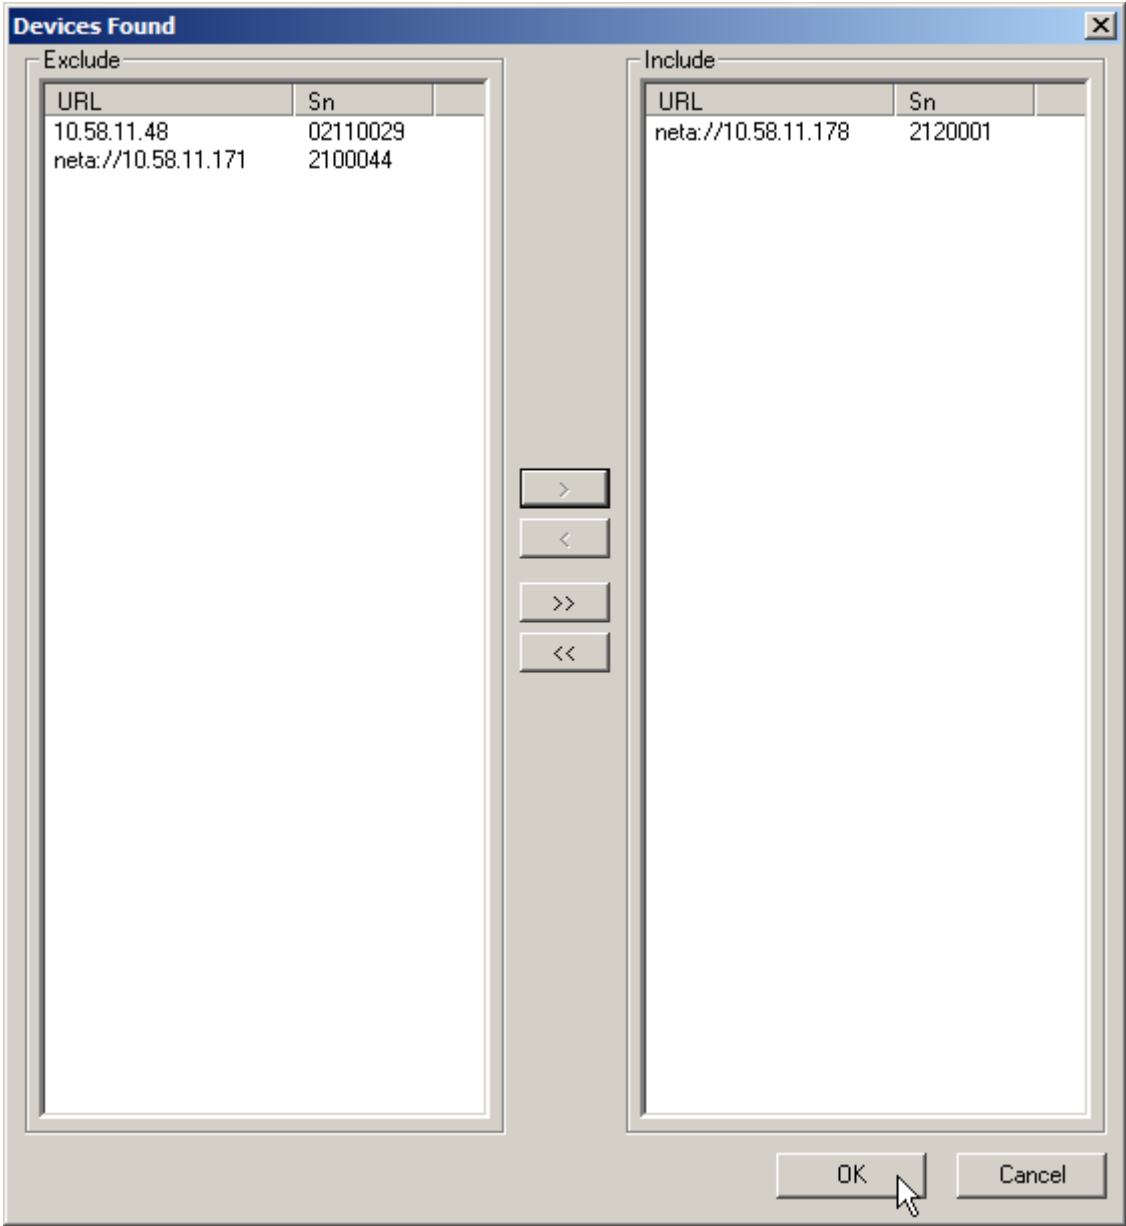 Devices Found
Exclude
URL Sn
10.58.11.48 02110029
neta://10.58.11.171 2100044
>
<
>>
<<
Include
URL Sn
neta://10.58.11.178 2120001
OK Cancel